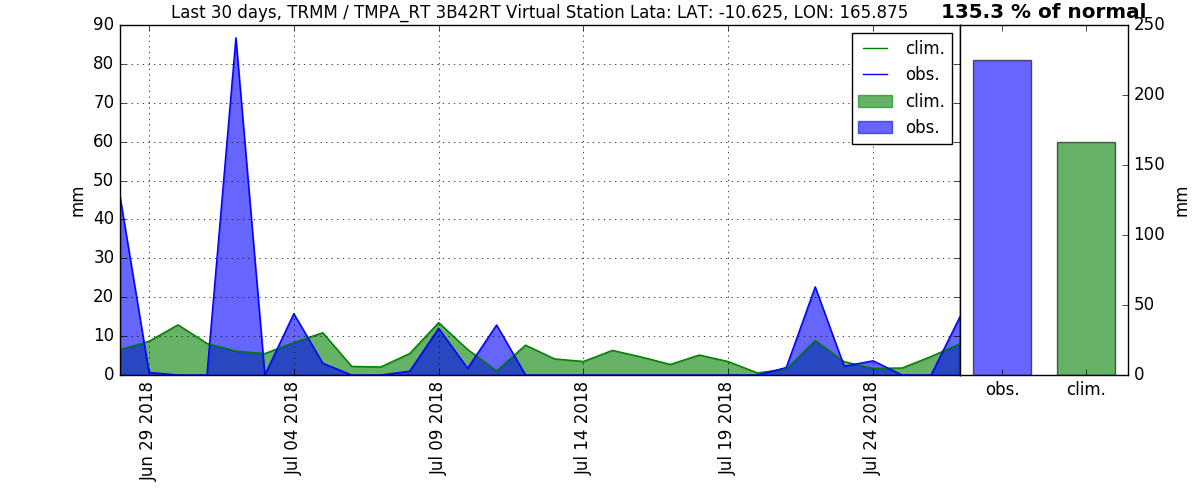 Last 30 days, TRMM / TMPA_RT 3B42RT Virtual Station Lata: LAT: -10.625, LON: 165.875
135.3 % of normal
90
80
70
60
50
40
30
20
10
0
mm
clim.
obs.
clim.
obs.
Jun 29 2018
Jul 04 2018
Jul 09 2018
Jul 14 2018
Jul 19 2018
Jul 24 2018
250
200
150
100
50
0
mm
obs.
clim.